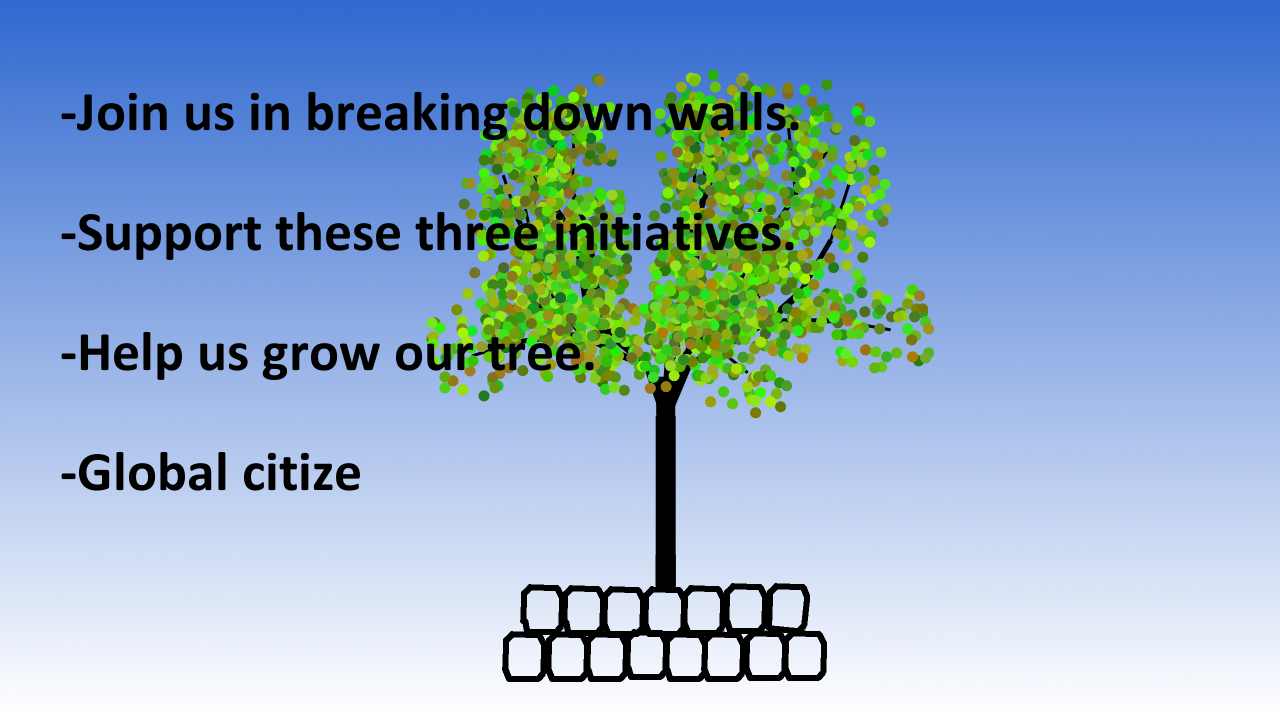 -Join us in breaking down walls.
-Support these three initiatives.
-Help us grow our tree.
-Global citize